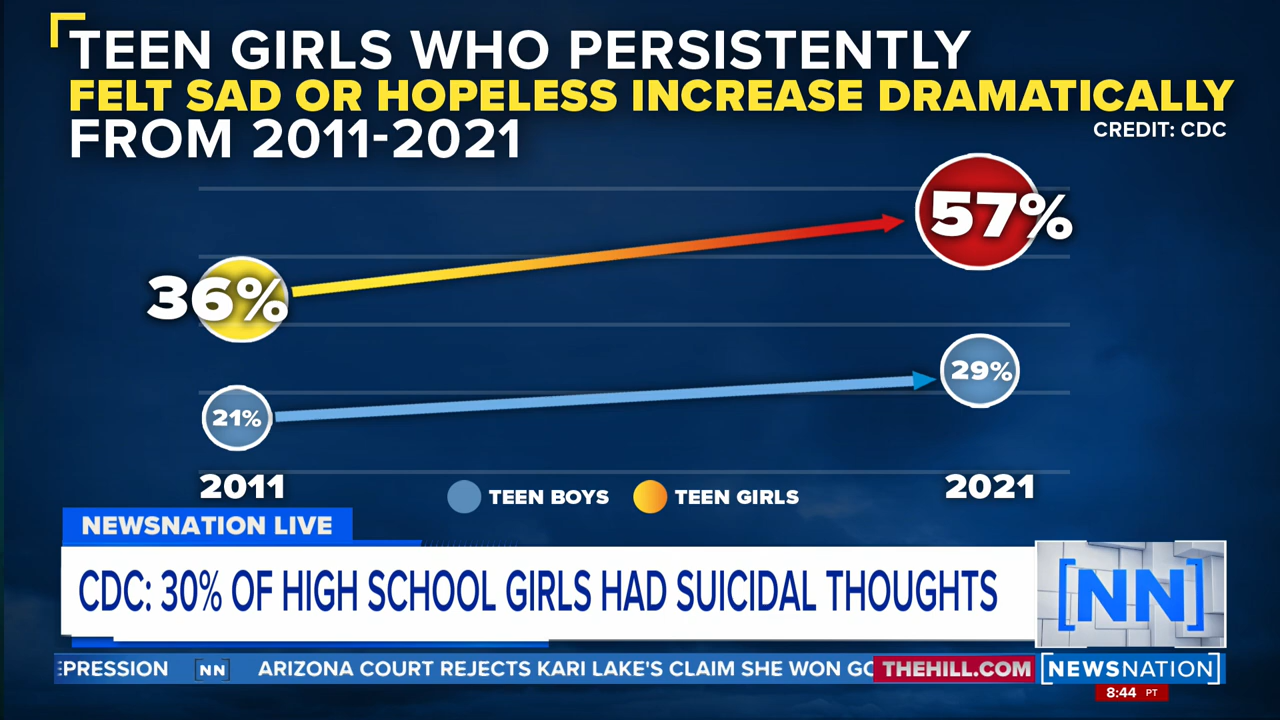 TEEN GIRLS WHO PERSISTENTLY
FELT SAD OR HOPELESS INCREASE DRAMATICALLY
FROM 2011-2021
CREDIT: CDC
57%
36%
29%
21%
2011
2021
TEEN BOYS
TEEN GIRLS
NEWSNATION LIVE
CDC: 30% OF HIGH SCHOOL GIRLS HAD SUICIDAL THOUGHTS
[NN]
EPRESSION [NN] ARIZONA COURT REJECTS KARI LAKE'S CLAIM SHE WON GO
THEHILL.COM
[NEWSNATION]
8:44 PT